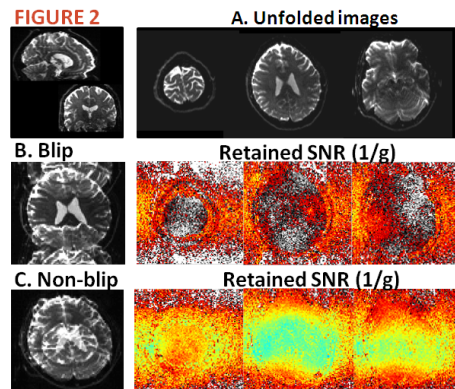 FIGURE 2
A. Unfolded images
B. Blip
Retained SNR (1/g)
C. Non-blip
Retained SNR (1/g)